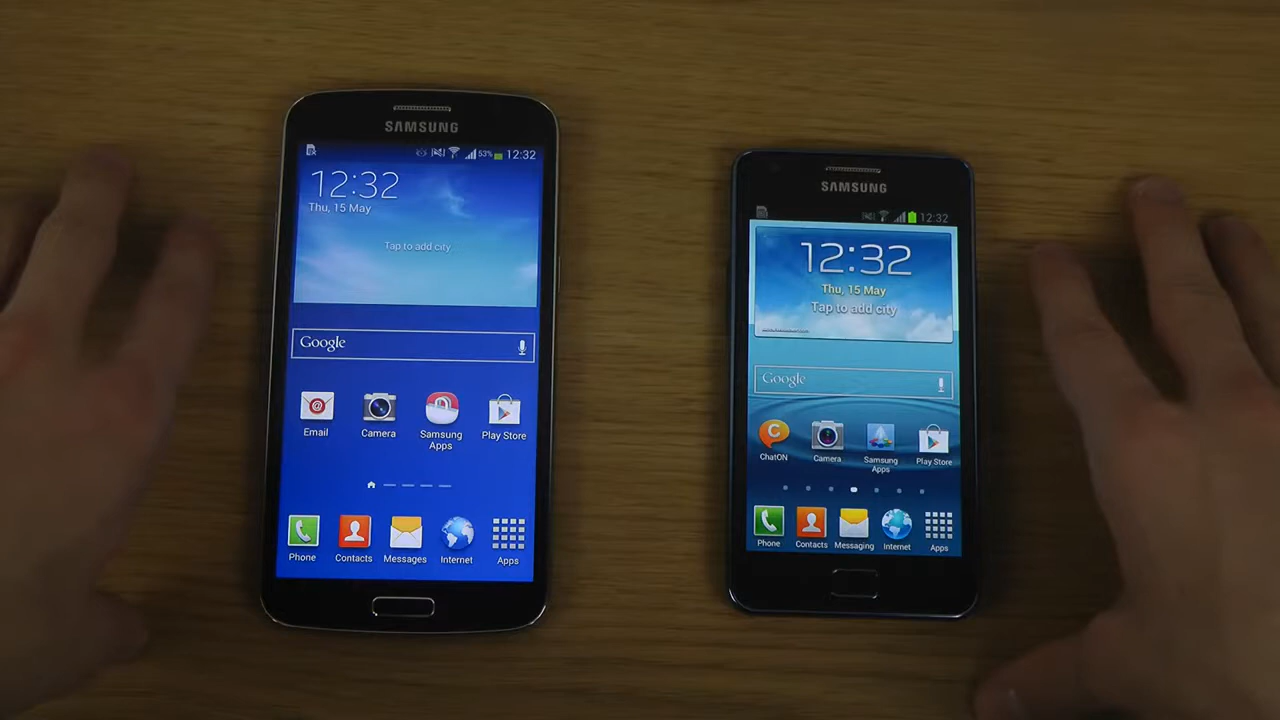 SAMSUNG
53% 12:32
12:32
Thu, 15 May
Tap to add city
Google
Email
Camera
Samsung
Apps
Play Store
Phone
Contacts
Messages
Internet
Apps
SAMSUNG
12:32
12:32
Thu, 15 May
Tap to add city
Google
ChatON
Camera
Samsung
Apps
Play Store
Phone
Contacts
Messaging
Internet
Apps